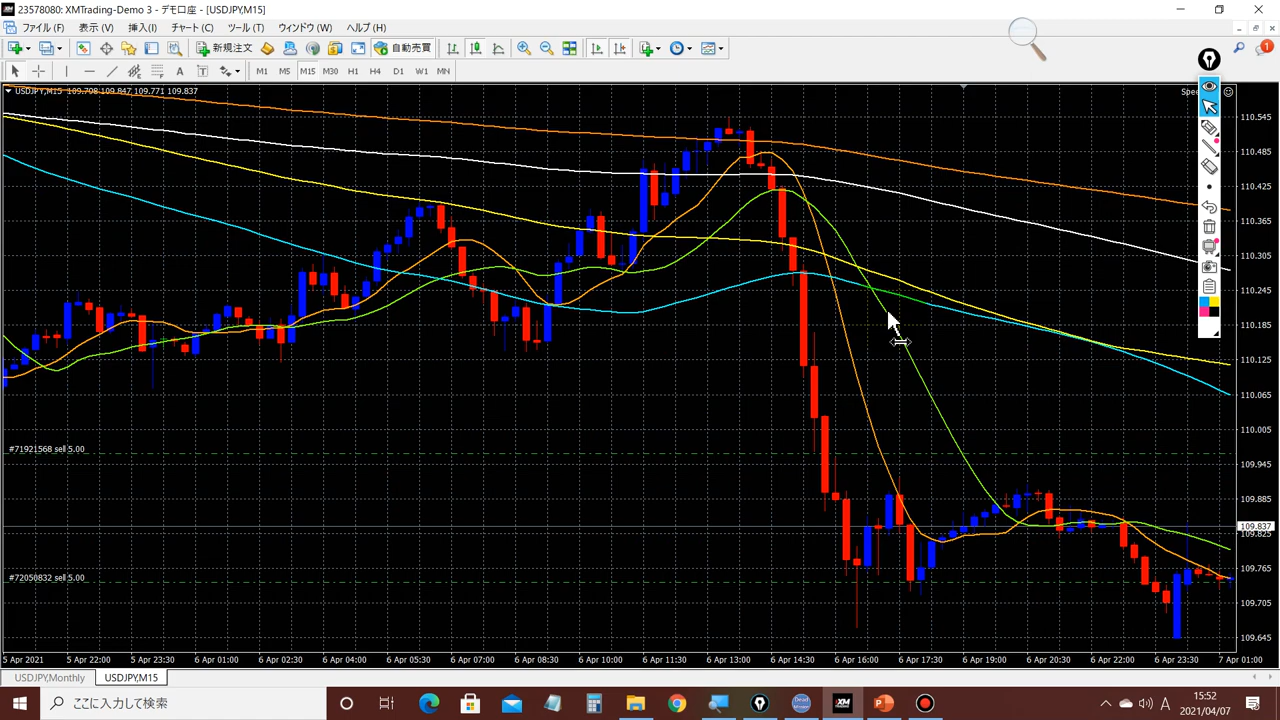 23578080: XMTrading-Demo 3 - デモ口座 - [USDJPY,M15]
ファイル (F) 表示(V) 挿入(I) チャート (C) ツール (T) ウィンドウ (W) ヘルプ (H)
新規注文 自動売買
A T M1 M5 M15 M30 H1 H4 D1 W1 MN
1
USDJPY,M15 109.798 109.847 109.771 109.837
110.545
110.485
110.425
110.365
110.305
110.245
110.185
110.125
110.065
110.005
#71921568 sell 5.00
109.945
109.885
109.837
109.825
109.765
#72050832 sell 5.00
109.705
109.645
5 Apr 2021 5 Apr 22:00 5 Apr 23:30 6 Apr 01:00 6 Apr 02:30 6 Apr 04:00 6 Apr 05:30 6 Apr 07:00 6 Apr 08:30 6 Apr 10:00 6 Apr 11:30 6 Apr 13:00 6 Apr 14:30 6 Apr 16:00 6 Apr 17:30 6 Apr 19:00 6 Apr 20:30 6 Apr 22:00 6 Apr 23:30 7 Apr 01:00
USDJPY,Monthly USDJPY,M15
ここに入力して検索
A
15:52
2021/04/07